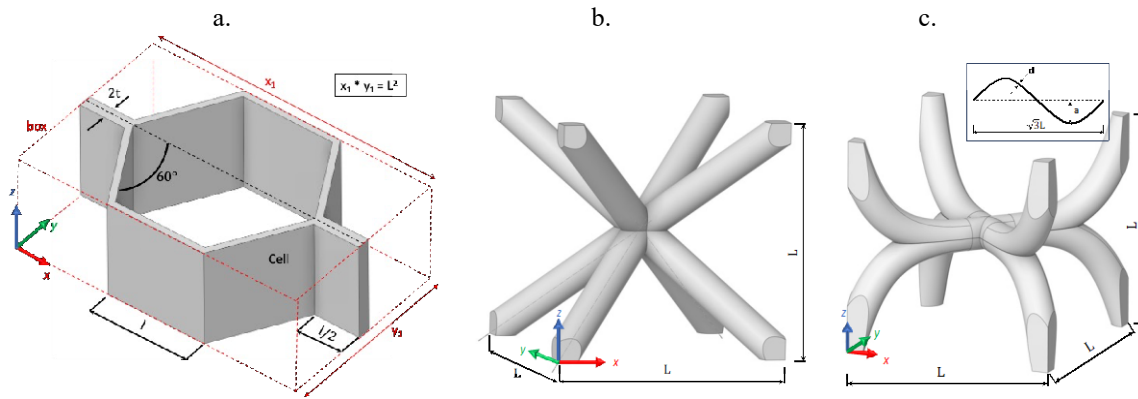 a.
b.
c.
x₁
x₁ * y₁ = L²
2t
box
60°
z
y
x
Cell
l
l/2
y₁
L
z
y
x
L
L
d
a
√3L
L
z
y
x
L
L